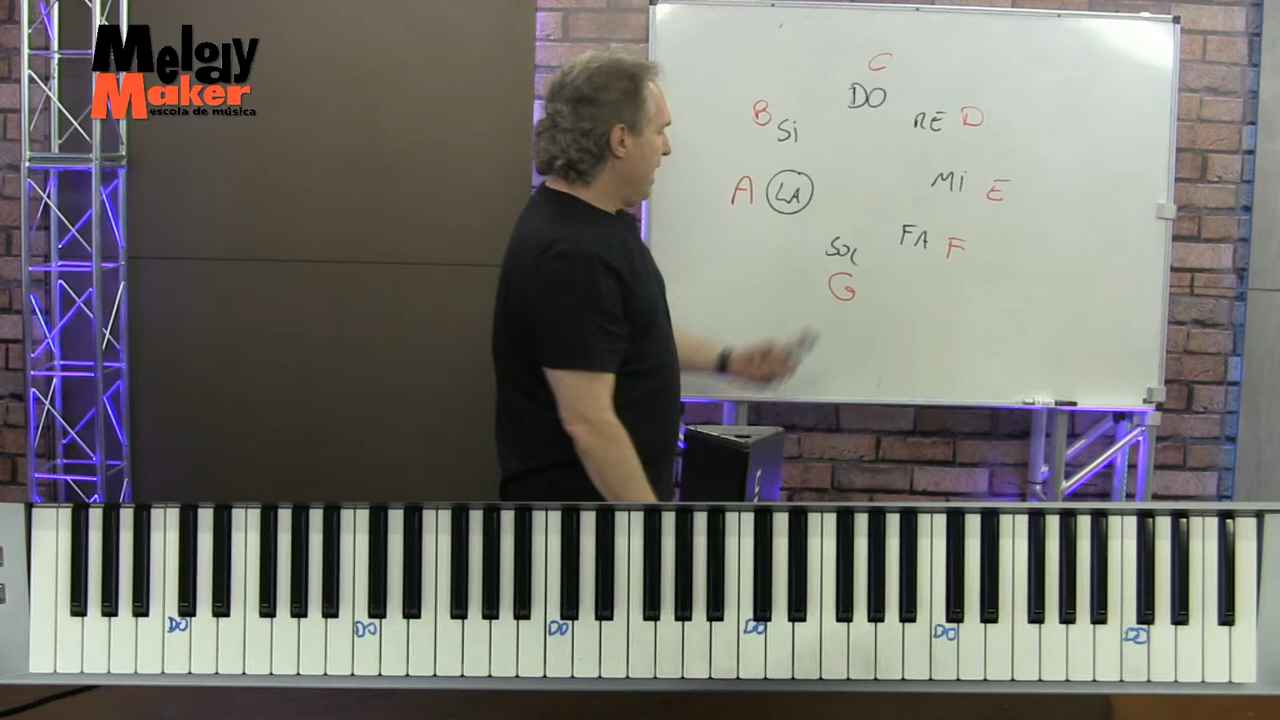 Melody
Maker
escola de música
C
DO
B
Si
RE D
A LA
Mi E
SOL
G
FA F
DO
DO
DO
DO
DO
DO